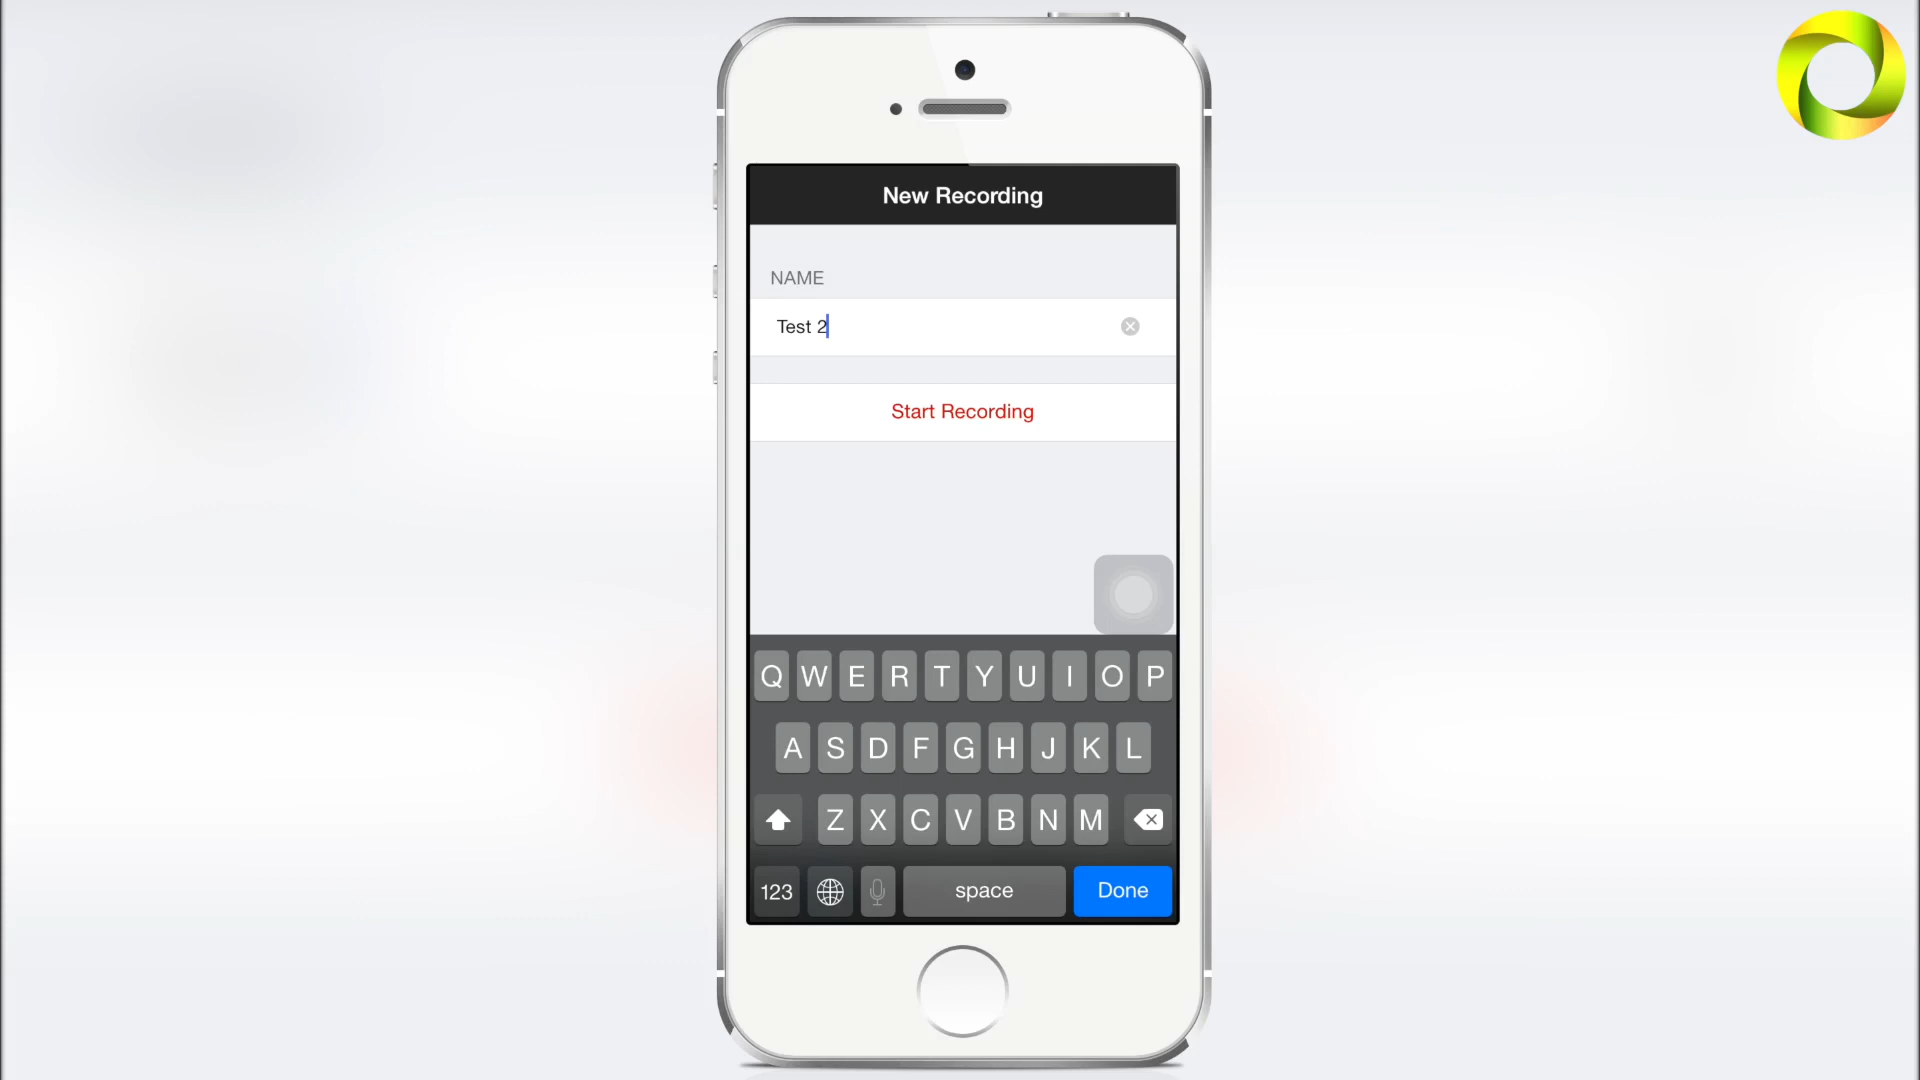 New Recording
NAME
Test 2
Start Recording
Q W E R T Y U I O P
A S D F G H J K L
Z X C V B N M
123 space Done